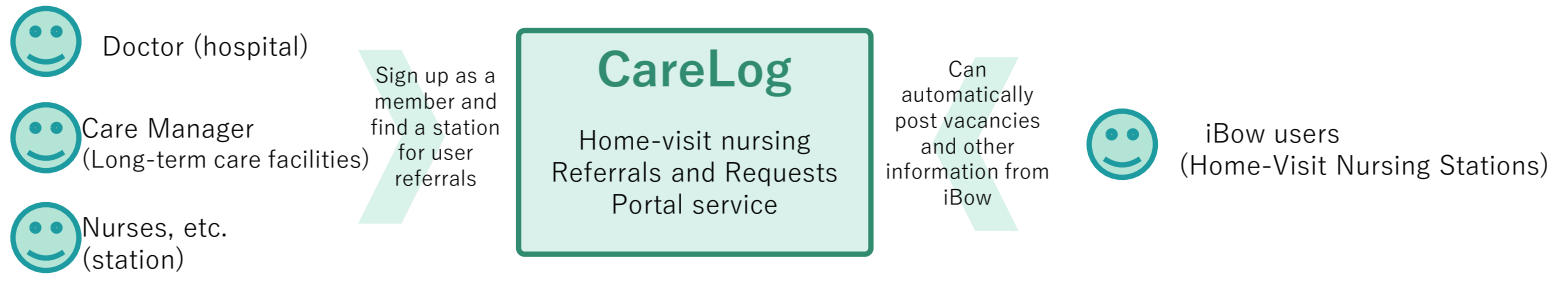 Doctor (hospital)
Care Manager
(Long-term care facilities)
Nurses, etc.
(station)
Sign up as a
member and
find a station
for user
referrals
CareLog
Home-visit nursing
Referrals and Requests
Portal service
Can
automatically
post vacancies
and other
information from
iBow
iBow users
(Home-Visit Nursing Stations)